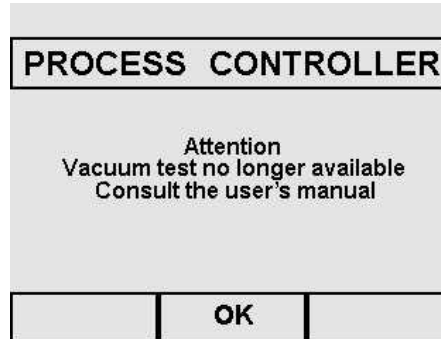 PROCESS CONTROLLER
Attention
Vacuum test no longer available
Consult the user's manual
OK